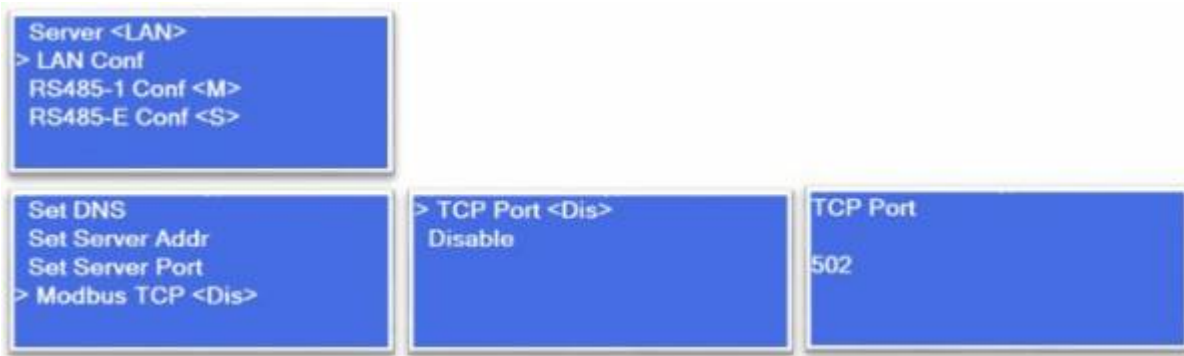 Server <LAN>
> LAN Conf
RS485-1 Conf <M>
RS485-E Conf <S>
Set DNS
Set Server Addr
Set Server Port
> Modbus TCP <Dis>
> TCP Port <Dis>
Disable
TCP Port
502